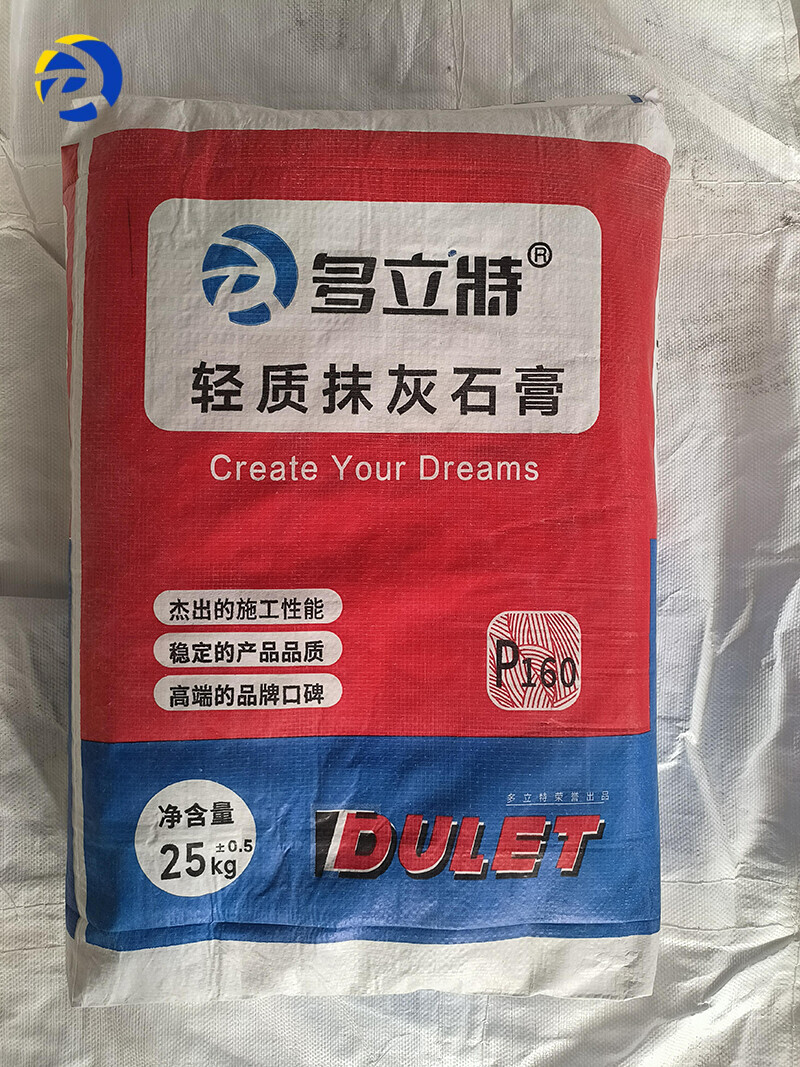 多立特®
轻质抹灰石膏
Create Your Dreams
杰出的施工性能
稳定的产品品质
高端的品牌口碑
P160
净含量
25±0.5kg
多立特荣誉出品
DULET